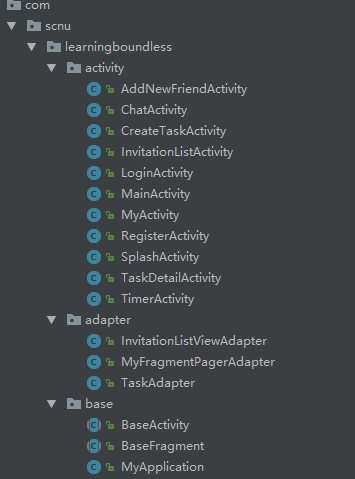 com
scnu
learningboundless
activity
AddNewFriendActivity
ChatActivity
CreateTaskActivity
InvitationListActivity
LoginActivity
MainActivity
MyActivity
RegisterActivity
SplashActivity
TaskDetailActivity
TimerActivity
adapter
InvitationListViewAdapter
MyFragmentPagerAdapter
TaskAdapter
base
BaseActivity
BaseFragment
MyApplication